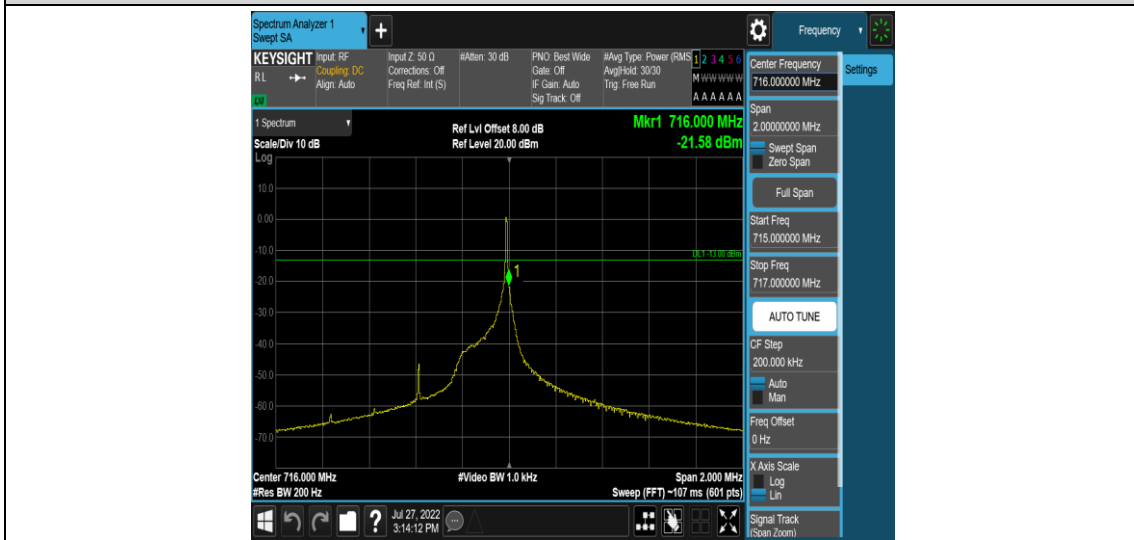 Spectrum Analyzer 1
Swept SA
Frequency
KEYSIGHT
RL
LXI
Input: RF
Coupling: DC
Align: Auto
Input Z: 50 Ω
Corrections: Off
Freq Ref: Int (S)
#Atten: 30 dB
PNO: Best Wide
Gate: Off
IF Gain: Auto
Sig Track: Off
#Avg Type: Power (RMS
Avg|Hold: 30/30
Trig: Free Run
1 2 3 4 5 6
M W W W W W
A A A A A A
1 Spectrum
Scale/Div 10 dB
Log
Ref Lvl Offset 8.00 dB
Ref Level 20.00 dBm
Mkr1 716.000 MHz
-21.58 dBm
10.0
0.00
-10.0
-20.0
-30.0
-40.0
-50.0
-60.0
-70.0
DL1 -13.00 dBm
1
Center 716.000 MHz
#Res BW 200 Hz
#Video BW 1.0 kHz
Span 2.000 MHz
Sweep (FFT) ~107 ms (601 pts)
Center Frequency
716.000000 MHz
Settings
Span
2.00000000 MHz
Swept Span
Zero Span
Full Span
Start Freq
715.000000 MHz
Stop Freq
717.000000 MHz
AUTO TUNE
CF Step
200.000 kHz
Auto
Man
Freq Offset
0 Hz
X Axis Scale
Log
Lin
Signal Track
(Span Zoom)
?
Jul 27, 2022
3:14:12 PM